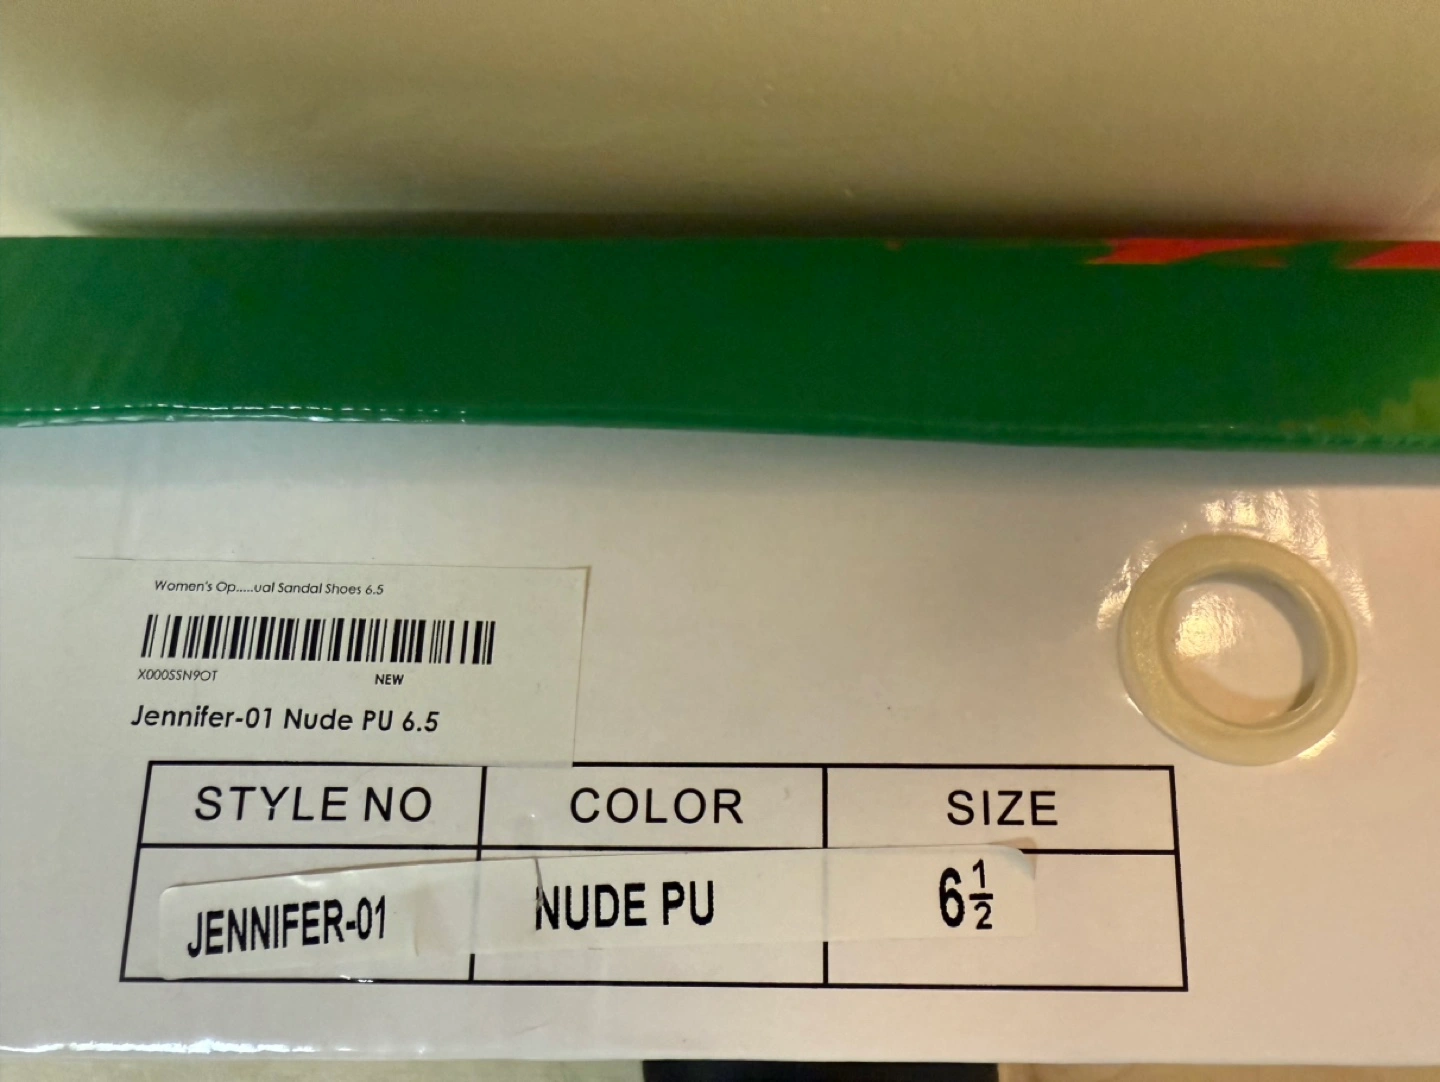 Women's Op.....ual Sandal Shoes 6.5
X000SSN9OT
NEW
Jennifer-01 Nude PU 6.5
STYLE NO COLOR SIZE
JENNIFER-01 NUDE PU 6½